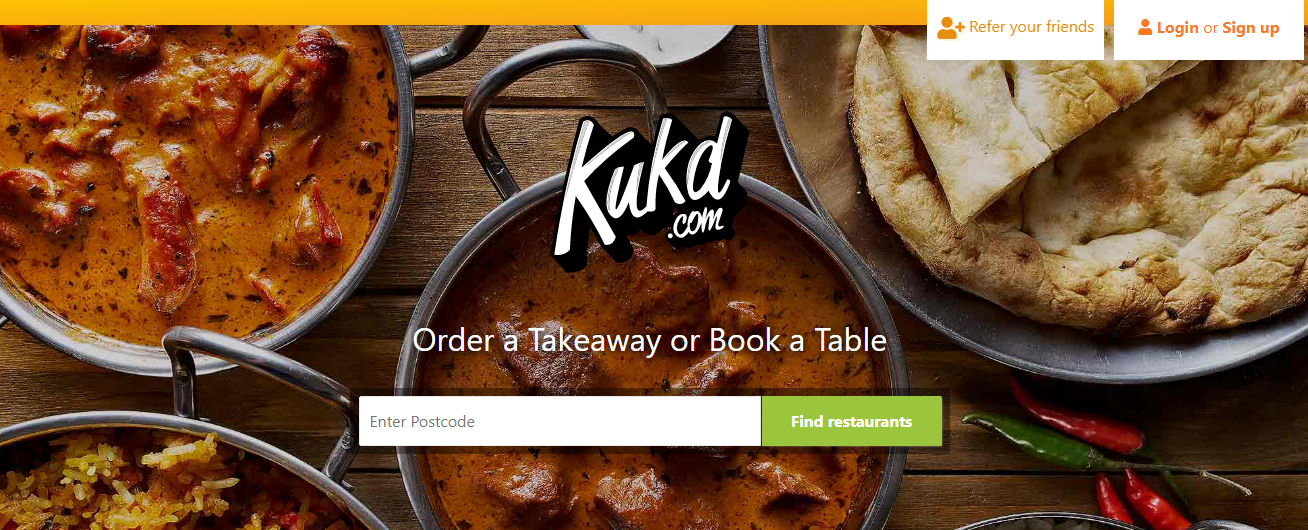 Refer your friends
Login or Sign up
Kukd
.com
Order a Takeaway or Book a Table
Enter Postcode
Find restaurants